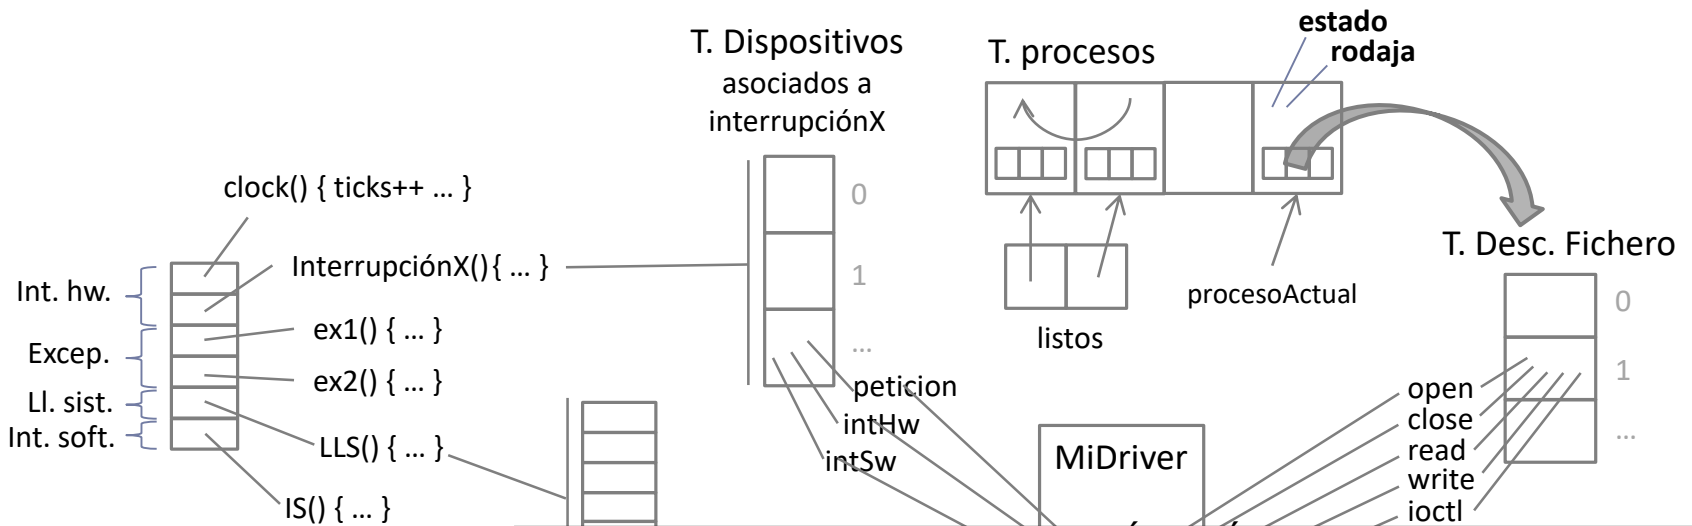 T. Dispositivos
asociados a
interrupciónX
T. procesos
estado
rodaja
clock() { ticks++ ... }
0
InterrupciónX(){ ... }
1
procesoActual
T. Desc. Fichero
Int. hw.
0
ex1() { ... }
listos
...
Excep.
ex2() { ... }
peticion
open
1
Ll. sist.
close
Int. soft.
intHw
...
LLS() { ... }
intSw
MiDriver
read
write
IS() { ... }
ioctl